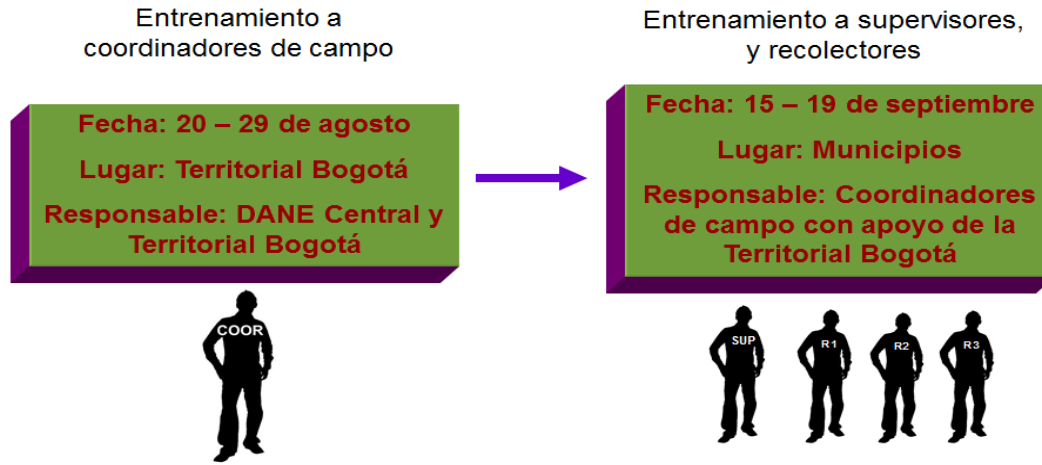 Entrenamiento a
coordinadores de campo
Fecha: 20 – 29 de agosto
Lugar: Territorial Bogotá
Responsable: DANE Central y
Territorial Bogotá
COOR
Entrenamiento a supervisores,
y recolectores
Fecha: 15 – 19 de septiembre
Lugar: Municipios
Responsable: Coordinadores
de campo con apoyo de la
Territorial Bogotá
SUP
R1
R2
R3